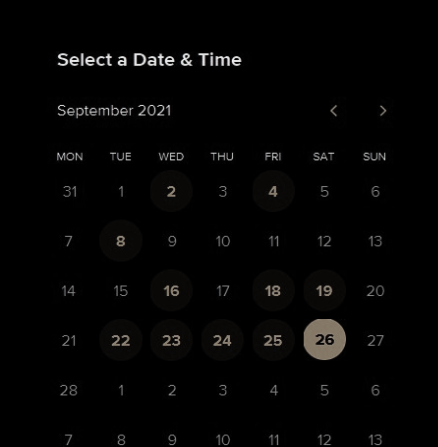 Select a Date & Time
September 2021
MON TUE WED THU FRI SAT SUN
31 1 2 3 4 5 6
7 8 9 10 11 12 13
14 15 16 17 18 19 20
21 22 23 24 25 26 27
28 1 2 3 4 5 6
7 8 9 10 11 12 13